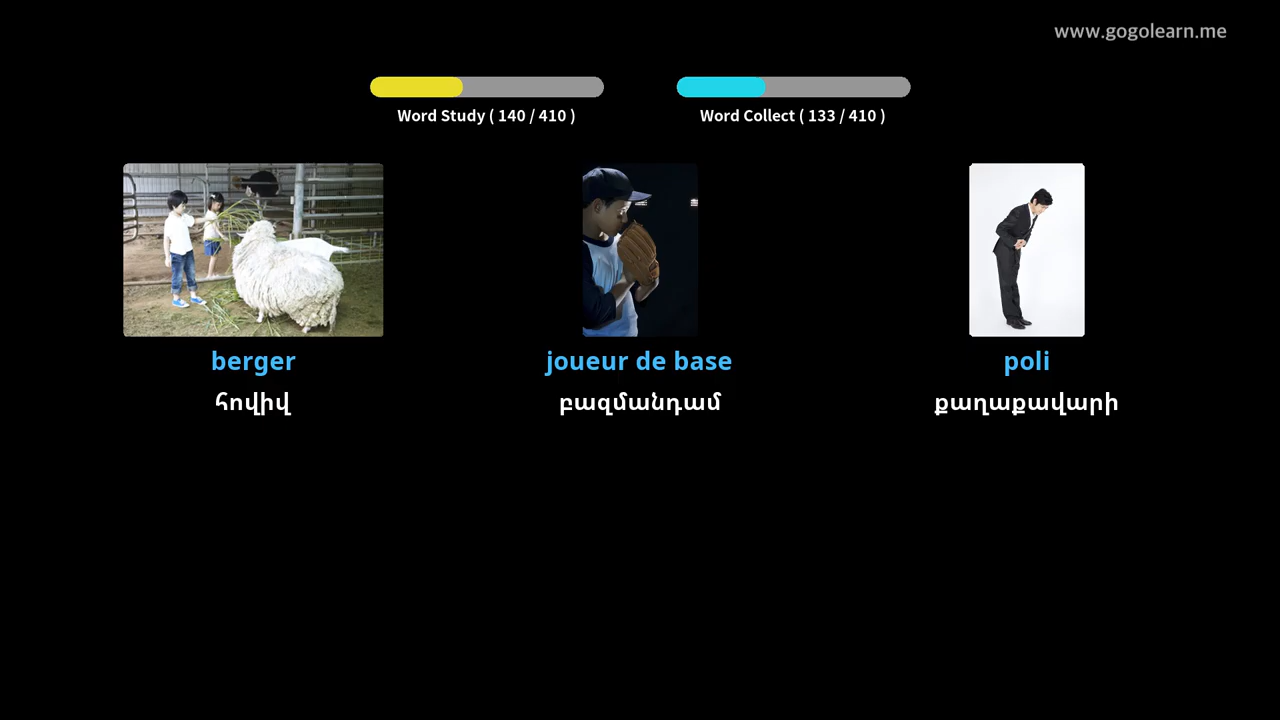 www.gogolearn.me
Word Study ( 140 / 410 )
Word Collect ( 133 / 410 )
berger
joueur de base
poli
հովիվ
բազմանդամ
քաղաքավարի